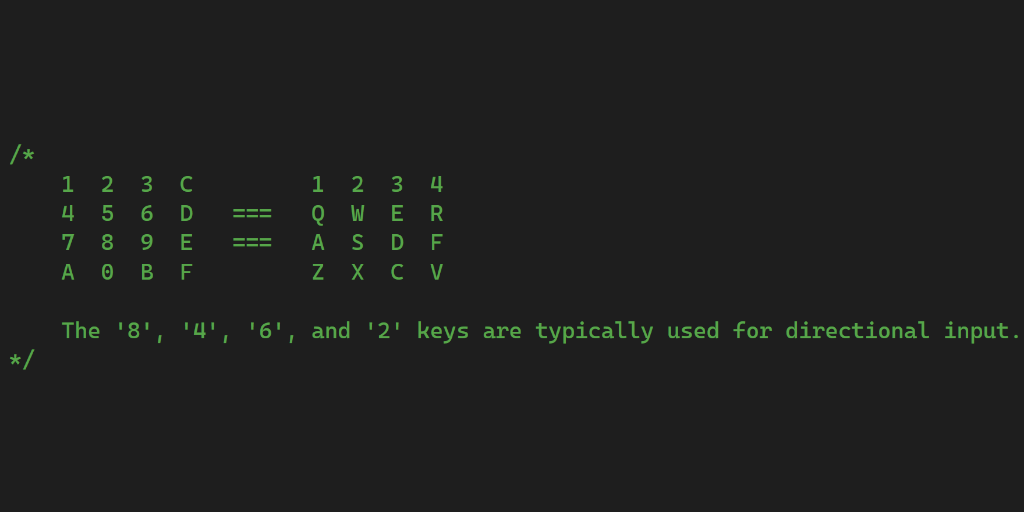 /*
    1  2  3  C         1  2  3  4
    4  5  6  D   ===   Q  W  E  R
    7  8  9  E   ===   A  S  D  F
    A  0  B  F         Z  X  C  V
    The '8', '4', '6', and '2' keys are typically used for directional input.
*/